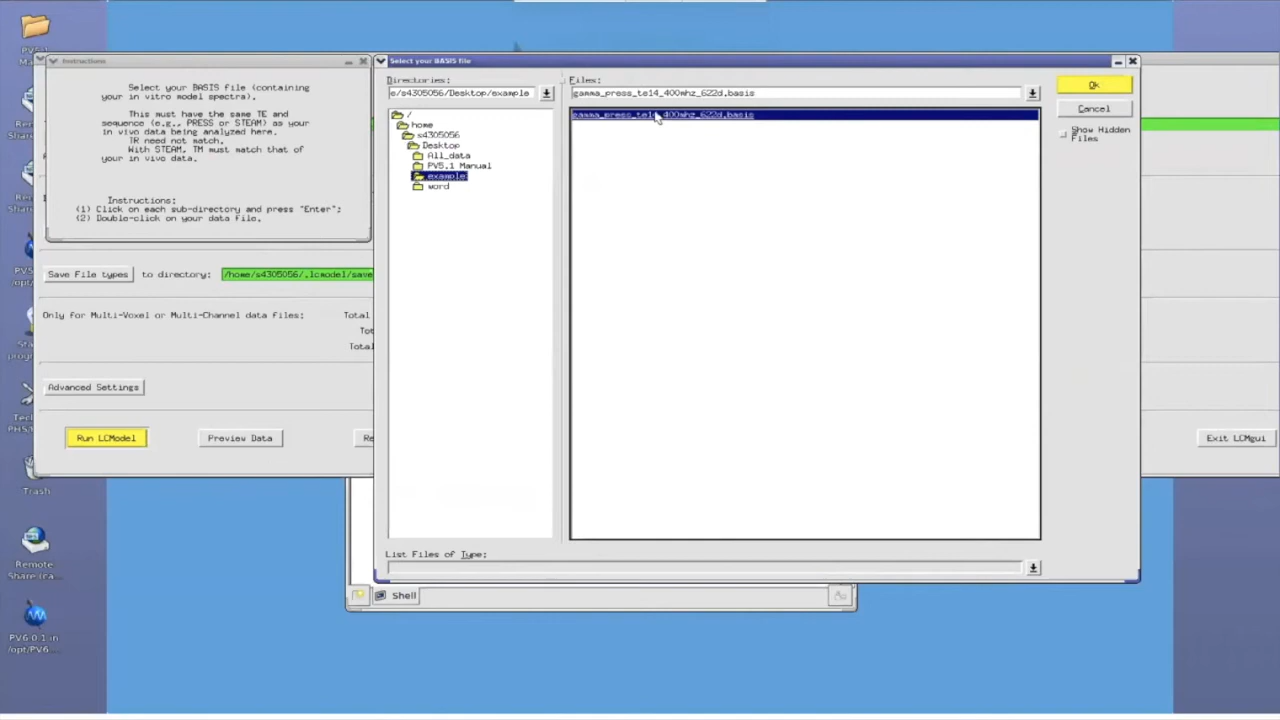 Instructions
Select your BASIS file (containing
your in vitro model spectra).
This must have the same TE and
sequence (e.g., PRESS or STEAM) as your
in vivo data being analyzed here.
TR need not match.
With STEAM, TM must match that of
your in vivo data.
Instructions:
(1) Click on each sub-directory and press "Enter";
(2) Double-click on your data file.
Save File types to directory: /home/s4305056/.lcmodel/save
Only for Multi-Voxel or Multi-Channel data files: Total
Tot
Total
Advanced Settings
Run LCModel
Preview Data
Re
Exit LCMgui
Select your BASIS file
Directories:
e/s4305056/Desktop/example
/
home
s4305056
Desktop
All_data
PV5.1 Manual
example
word
Files:
gamma_press_te14_400mhz_622d.basis
gamma_press_te14_400mhz_622d.basis
Ok
Cancel
Show Hidden
Files
List Files of Type:
Shell
Trash
Remote
Share (ca...
PV6.0.1 in
/opt/PV6...